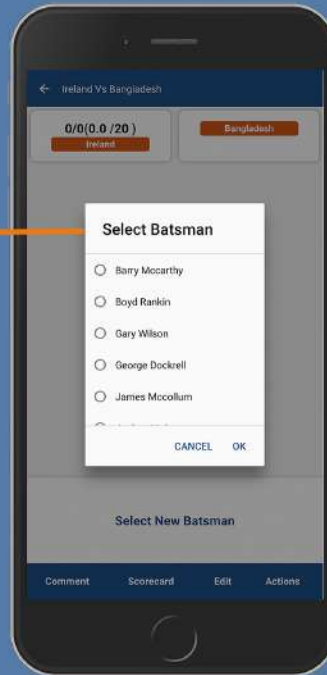 Ireland Vs Bangladesh
0/0(0.0 /20 )
Ireland
Bangladesh
Select Batsman
Barry Mccarthy
Boyd Rankin
Gary Wilson
George Dockrell
James Mccollum
CANCEL OK
Select New Batsman
Comment Scorecard Edit Actions